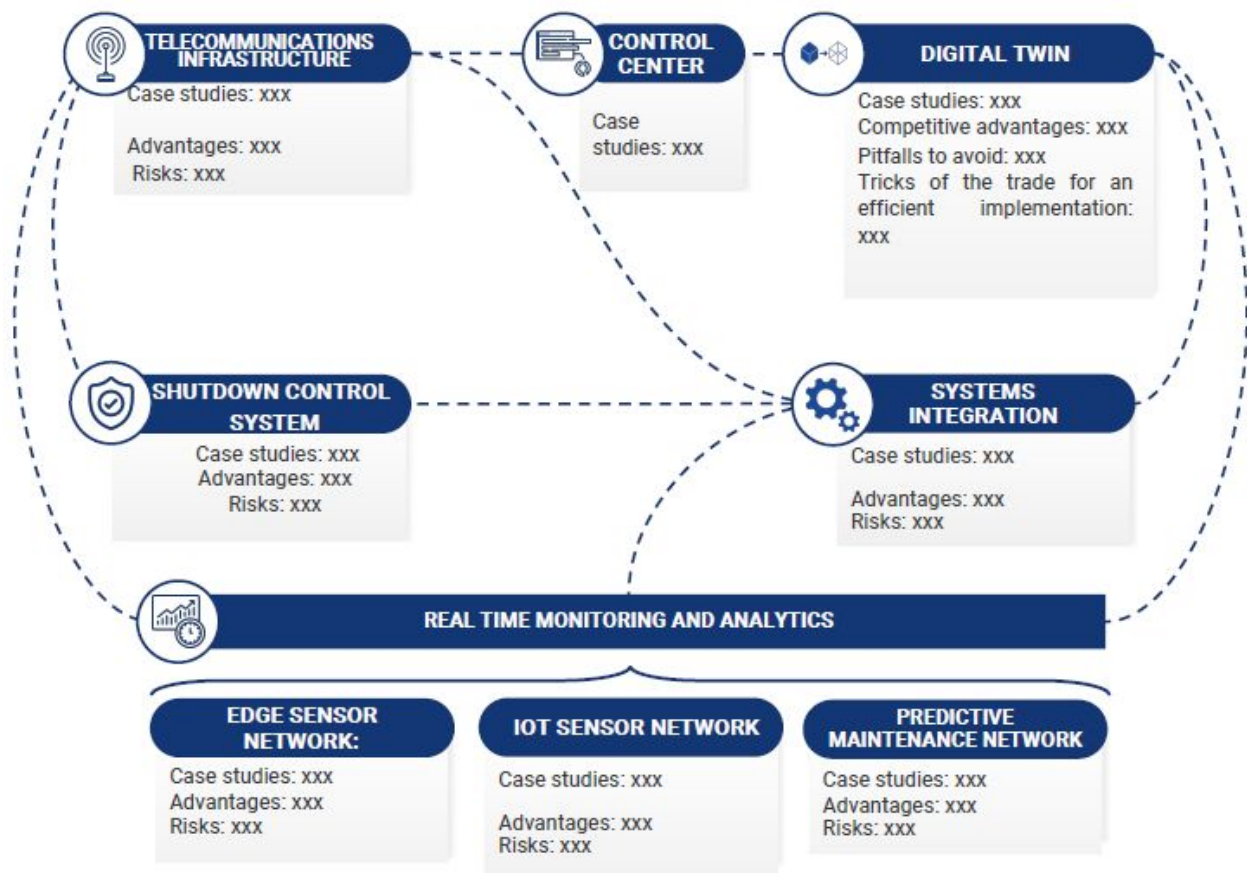 TELECOMMUNICATIONS
INFRASTRUCTURE
Case studies: xxx
Advantages: xxx
Risks: xxx
CONTROL
CENTER
Case
studies: xxx
DIGITAL TWIN
Case studies: xxx
Competitive advantages: xxx
Pitfalls to avoid: xxx
Tricks of the trade for an
efficient implementation:
xxx
SHUTDOWN CONTROL
SYSTEM
Case studies: xxx
Advantages: xxx
Risks: xxx
SYSTEMS
INTEGRATION
Case studies: xxx
Advantages: xxx
Risks: xxx
REAL TIME MONITORING AND ANALYTICS
EDGE SENSOR
NETWORK:
Case studies: xxx
Advantages: xxx
Risks: xxx
IOT SENSOR NETWORK
Case studies: xxx
Advantages: xxx
Risks: xxx
PREDICTIVE
MAINTENANCE NETWORK
Case studies: xxx
Advantages: xxx
Risks: xxx